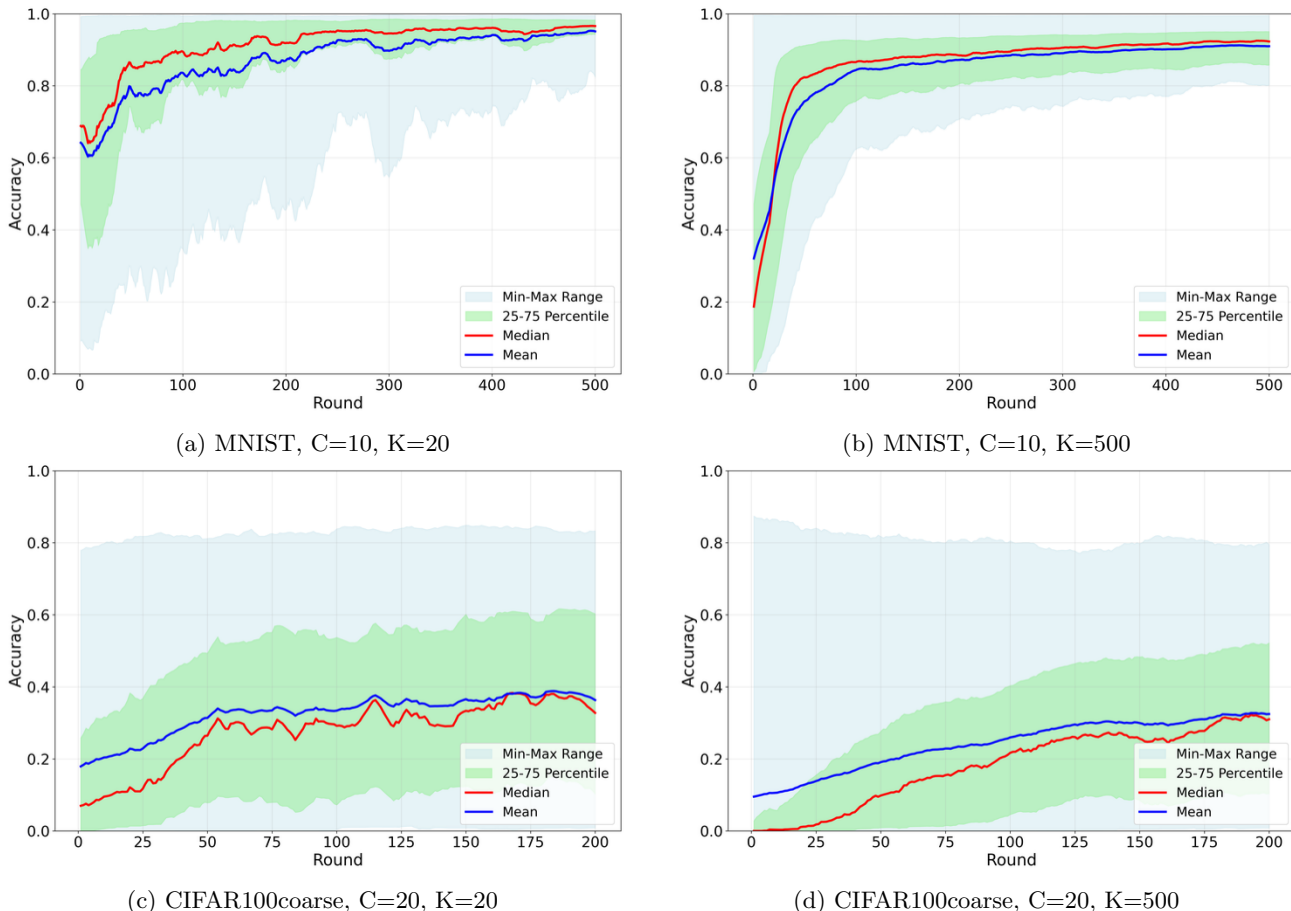 1.0
0.8
0.6
0.4
0.2
0.0
Accuracy
0
100
200
300
400
500
Round
Min-Max Range
25-75 Percentile
Median
Mean
(a) MNIST, C=10, K=20
1.0
0.8
0.6
0.4
0.2
0.0
Accuracy
0
100
200
300
400
500
Round
Min-Max Range
25-75 Percentile
Median
Mean
(b) MNIST, C=10, K=500
1.0
0.8
0.6
0.4
0.2
0.0
Accuracy
0
25
50
75
100
125
150
175
200
Round
Min-Max Range
25-75 Percentile
Median
Mean
(c) CIFAR100coarse, C=20, K=20
1.0
0.8
0.6
0.4
0.2
0.0
Accuracy
0
25
50
75
100
125
150
175
200
Round
Min-Max Range
25-75 Percentile
Median
Mean
(d) CIFAR100coarse, C=20, K=500